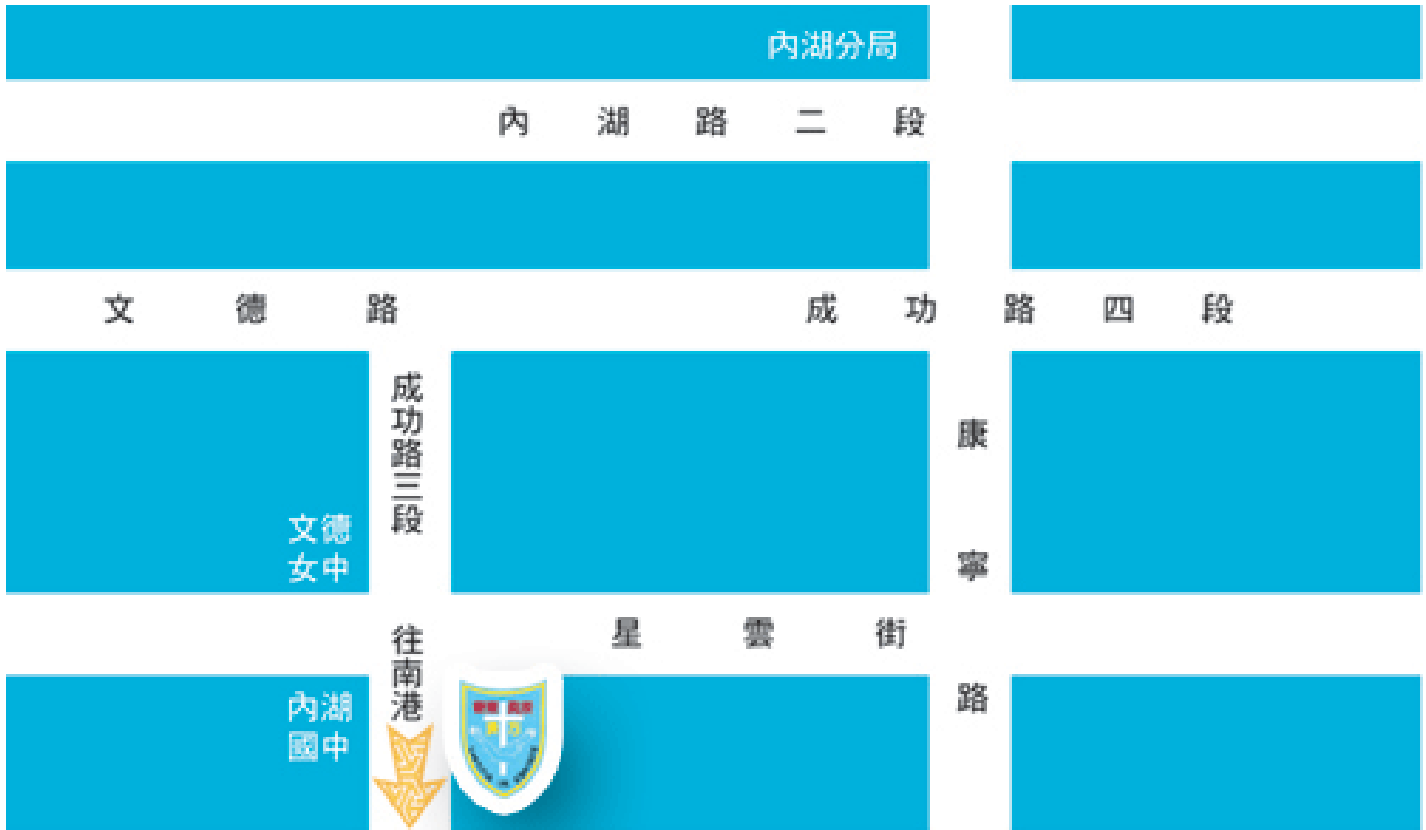 內湖分局
內湖路二段
文德路
成功路四段
成功路三段
康寧路
文德
女中
星雲街
往南港
內湖
國中